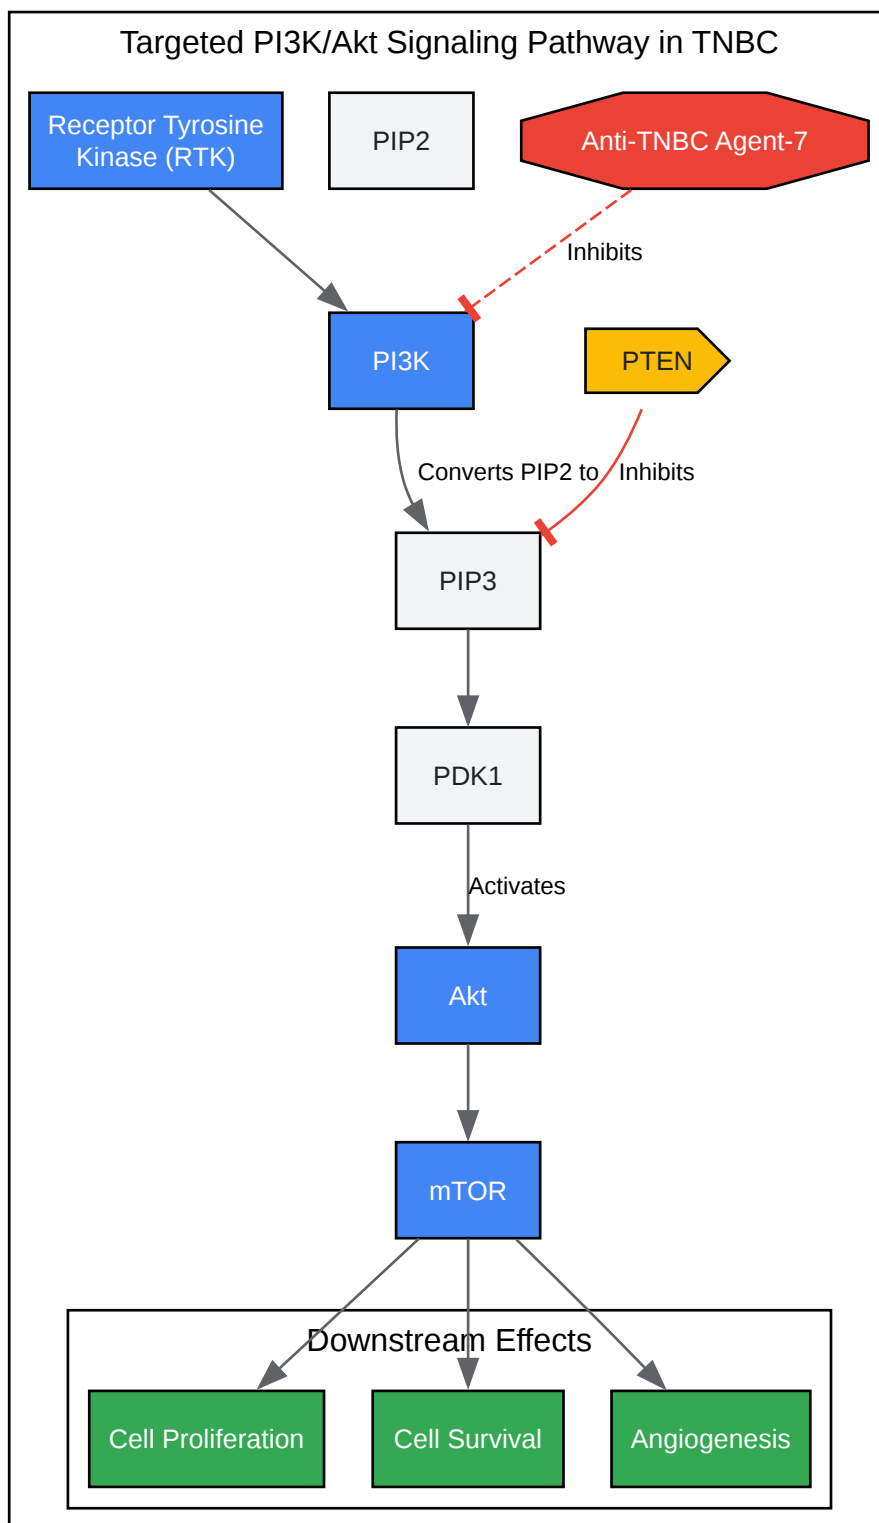 Targeted PI3K/Akt Signaling Pathway in TNBC
Receptor Tyrosine
Kinase (RTK)
PIP2
Anti-TNBC Agent-7
Inhibits
PI3K
PTEN
Converts PIP2 to
Inhibits
PIP3
PDK1
Activates
Akt
mTOR
Downstream Effects
Cell Proliferation
Cell Survival
Angiogenesis